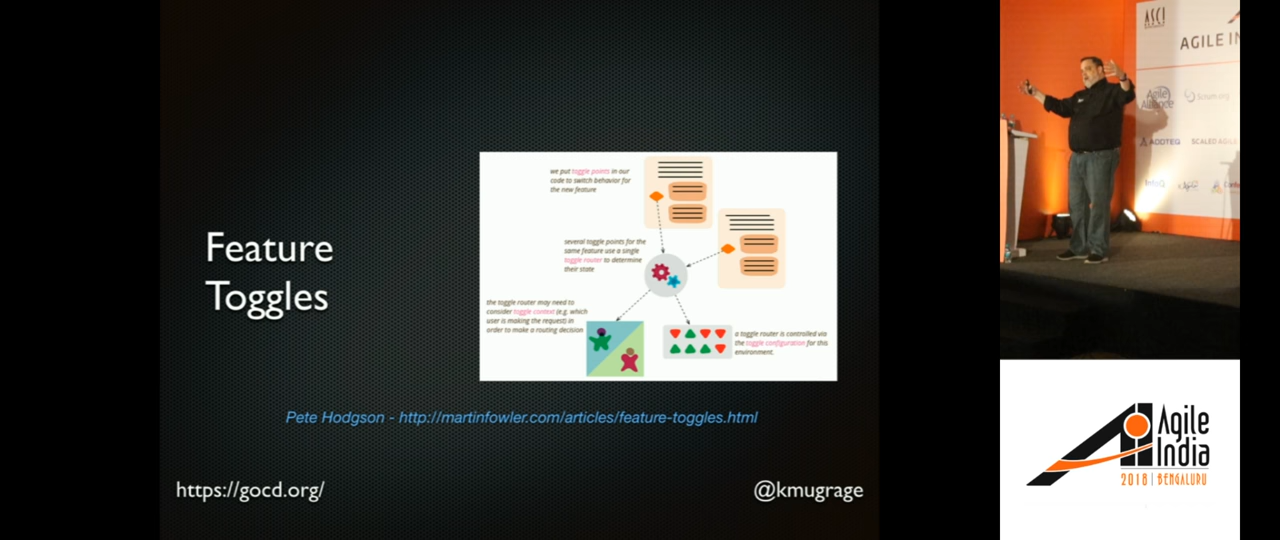 Feature
Toggles
we put toggle points in our
code to switch behavior for
the new feature
several toggle points for the
same feature use a single
toggle router to determine
their state
the toggle router may need to
consider toggle context (e.g. which
user is making the request) in
order to make a routing decision
a toggle router is controlled via
the toggle configuration for this
environment.
Pete Hodgson - http://martinfowler.com/articles/feature-toggles.html
https://gocd.org/
@kmugrage
ASCI
AGILE IN
Agile
Alliance
Scrum.org
ADDTEQ
SCALED AGILE
InfoQ
Agile
India
2018 | BENGALURU